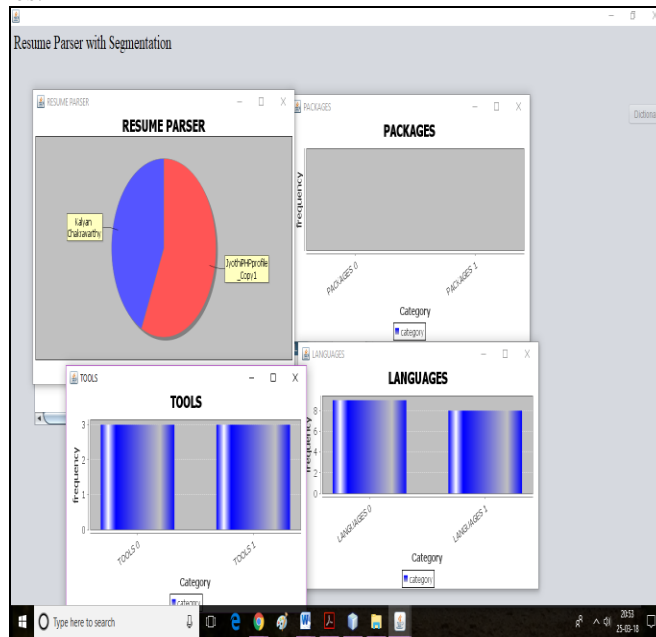 Resume Parser with Segmentation
RESUME PARSER
RESUME PARSER
Kalyan
Chakravarthy
JyothiPHPprofile
_Copy1
PACKAGES
PACKAGES
frequency
PACKAGES 0
PACKAGES 1
Category
category
Dictiona
TOOLS
TOOLS
frequency
3
2
1
0
TOOLS 0
TOOLS 1
Category
category
LANGUAGES
LANGUAGES
frequency
8
6
4
2
0
LANGUAGES 0
LANGUAGES 1
Category
category
Type here to search
20:53
25-03-18